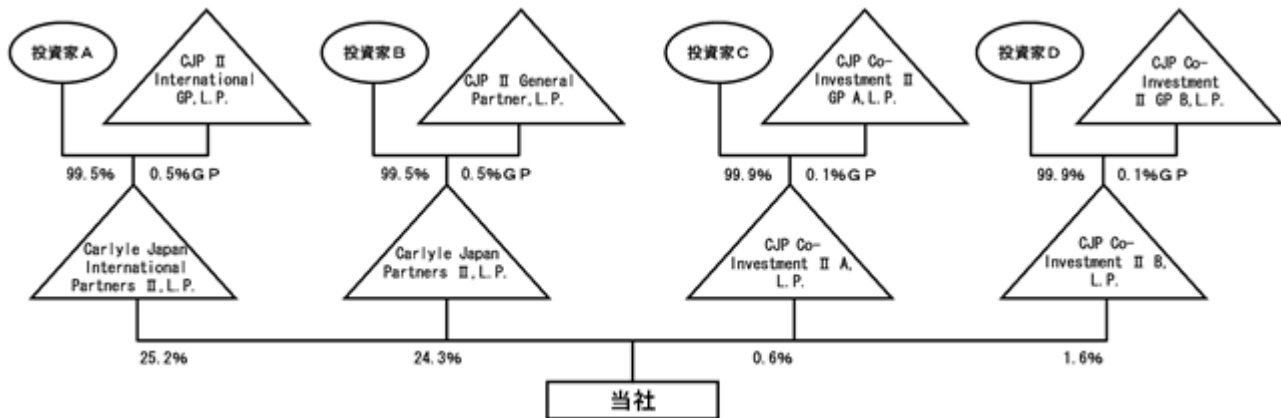 投資家A
CJP Ⅱ
International
GP,L.P.
投資家B
CJP Ⅱ General
Partner,L.P.
投資家C
CJP Co-
Investment Ⅱ
GP A,L.P.
投資家D
CJP Co-
Investment
Ⅱ GP B,L.P.
99.5%
0.5%GP
99.5%
0.5%GP
99.9%
0.1%GP
99.9%
0.1%GP
Carlyle Japan
International
Partners Ⅱ,L.P.
Carlyle Japan
Partners Ⅱ,L.P.
CJP Co-
Investment Ⅱ A,
L.P.
CJP Co-
Investment Ⅱ B,
L.P.
25.2%
24.3%
0.6%
1.6%
当社